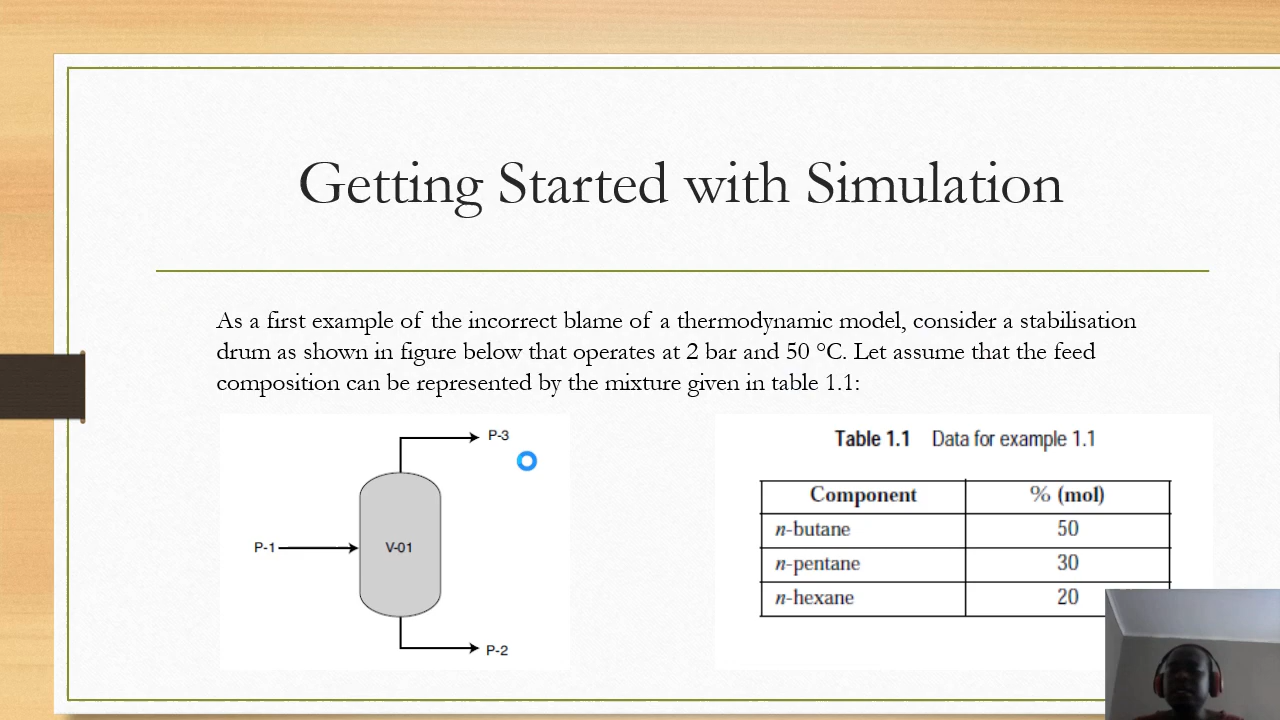 Getting Started with Simulation
As a first example of the incorrect blame of a thermodynamic model, consider a stabilisation
drum as shown in figure below that operates at 2 bar and 50 °C. Let assume that the feed
composition can be represented by the mixture given in table 1.1:
P-3
P-1
V-01
P-2
Table 1.1 Data for example 1.1
Component % (mol)
n-butane 50
n-pentane 30
n-hexane 20